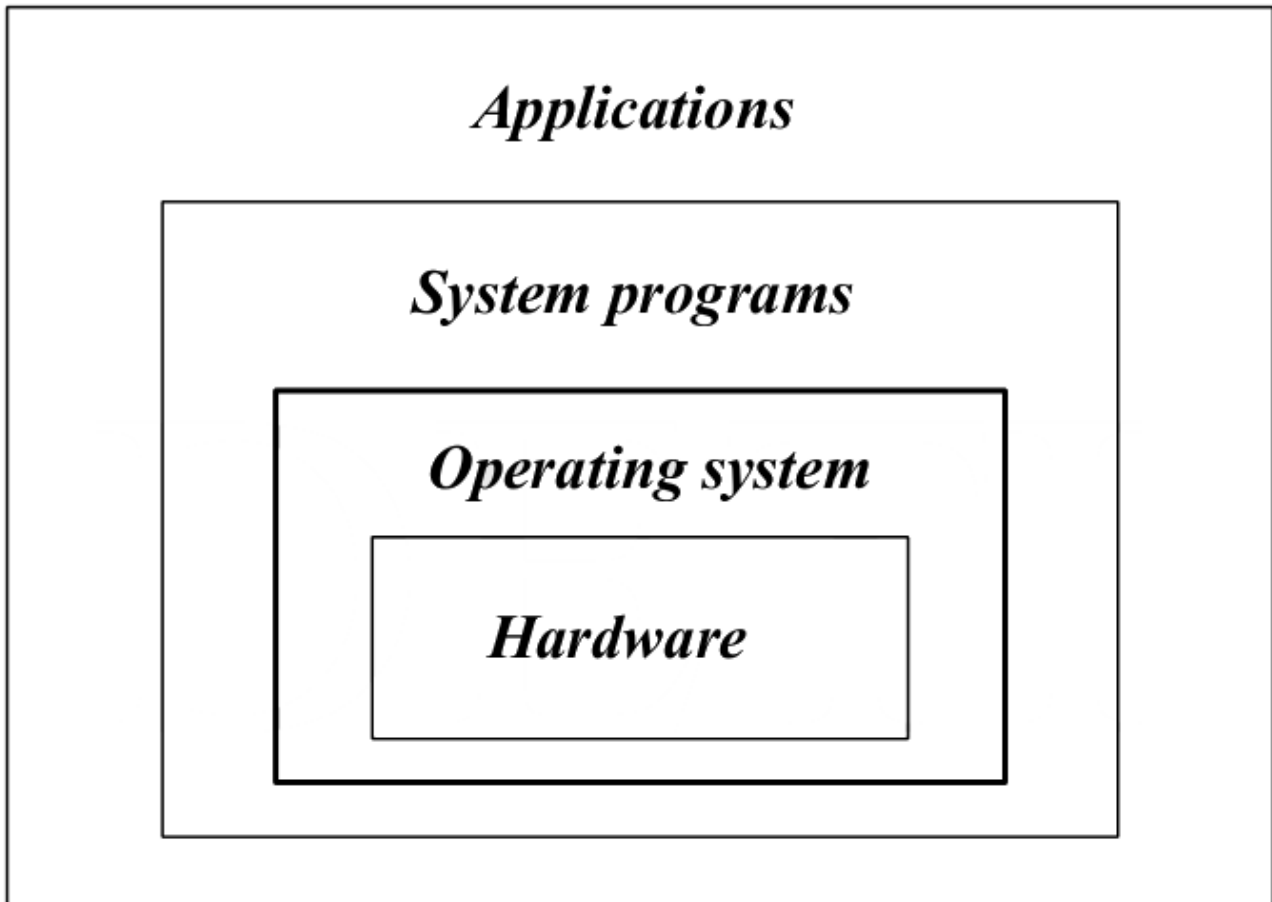 Applications
System programs
Operating system
Hardware